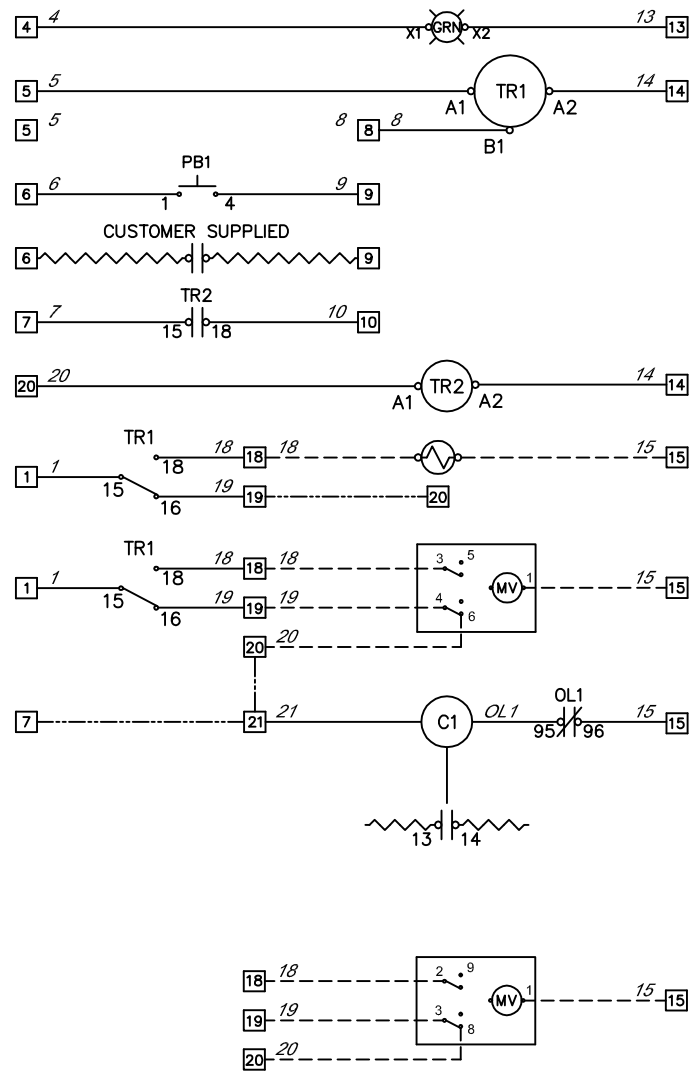 4 4 X1 GRN X2 13 13
5 5 A1 TR1 A2 14 14
5 5 8 8 8 B1
PB1
6 6 1 4 9 9
CUSTOMER SUPPLIED
6 9
TR2
7 7 15 18 10 10
20 20 A1 TR2 A2 14 14
TR1
18 18 18 18 15 15
1 1 15
16 19 19 20
TR1
18 18 18 18 3 5
1 1 15 MV 1 15 15
16 19 19 19 4 6
20 20
OL1
7 21 21 C1 OL1 95 96 15 15
13 14
18 18 2 9
MV 1 15 15
19 19 3 8
20 20